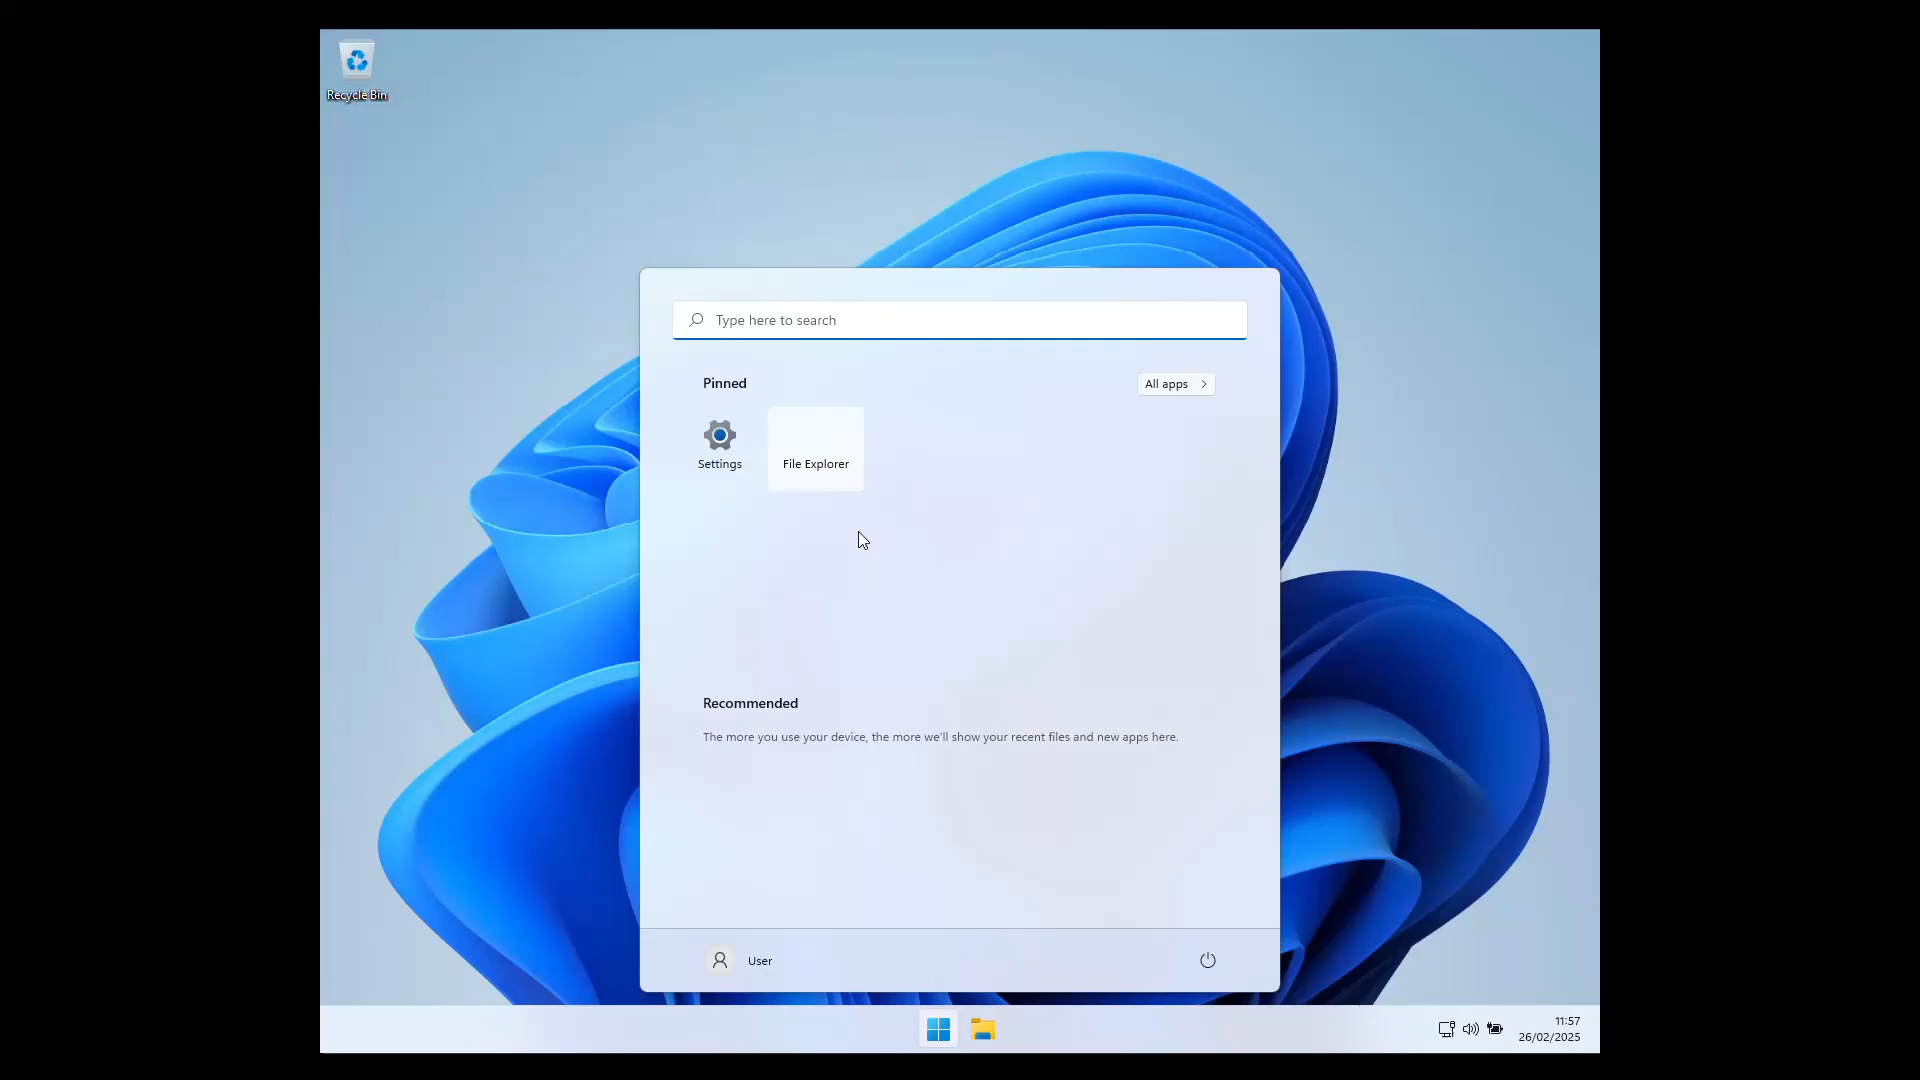 Recycle Bin
Type here to search
Pinned
All apps
Settings
File Explorer
Recommended
The more you use your device, the more we'll show your recent files and new apps here.
User
11:57
26/02/2025